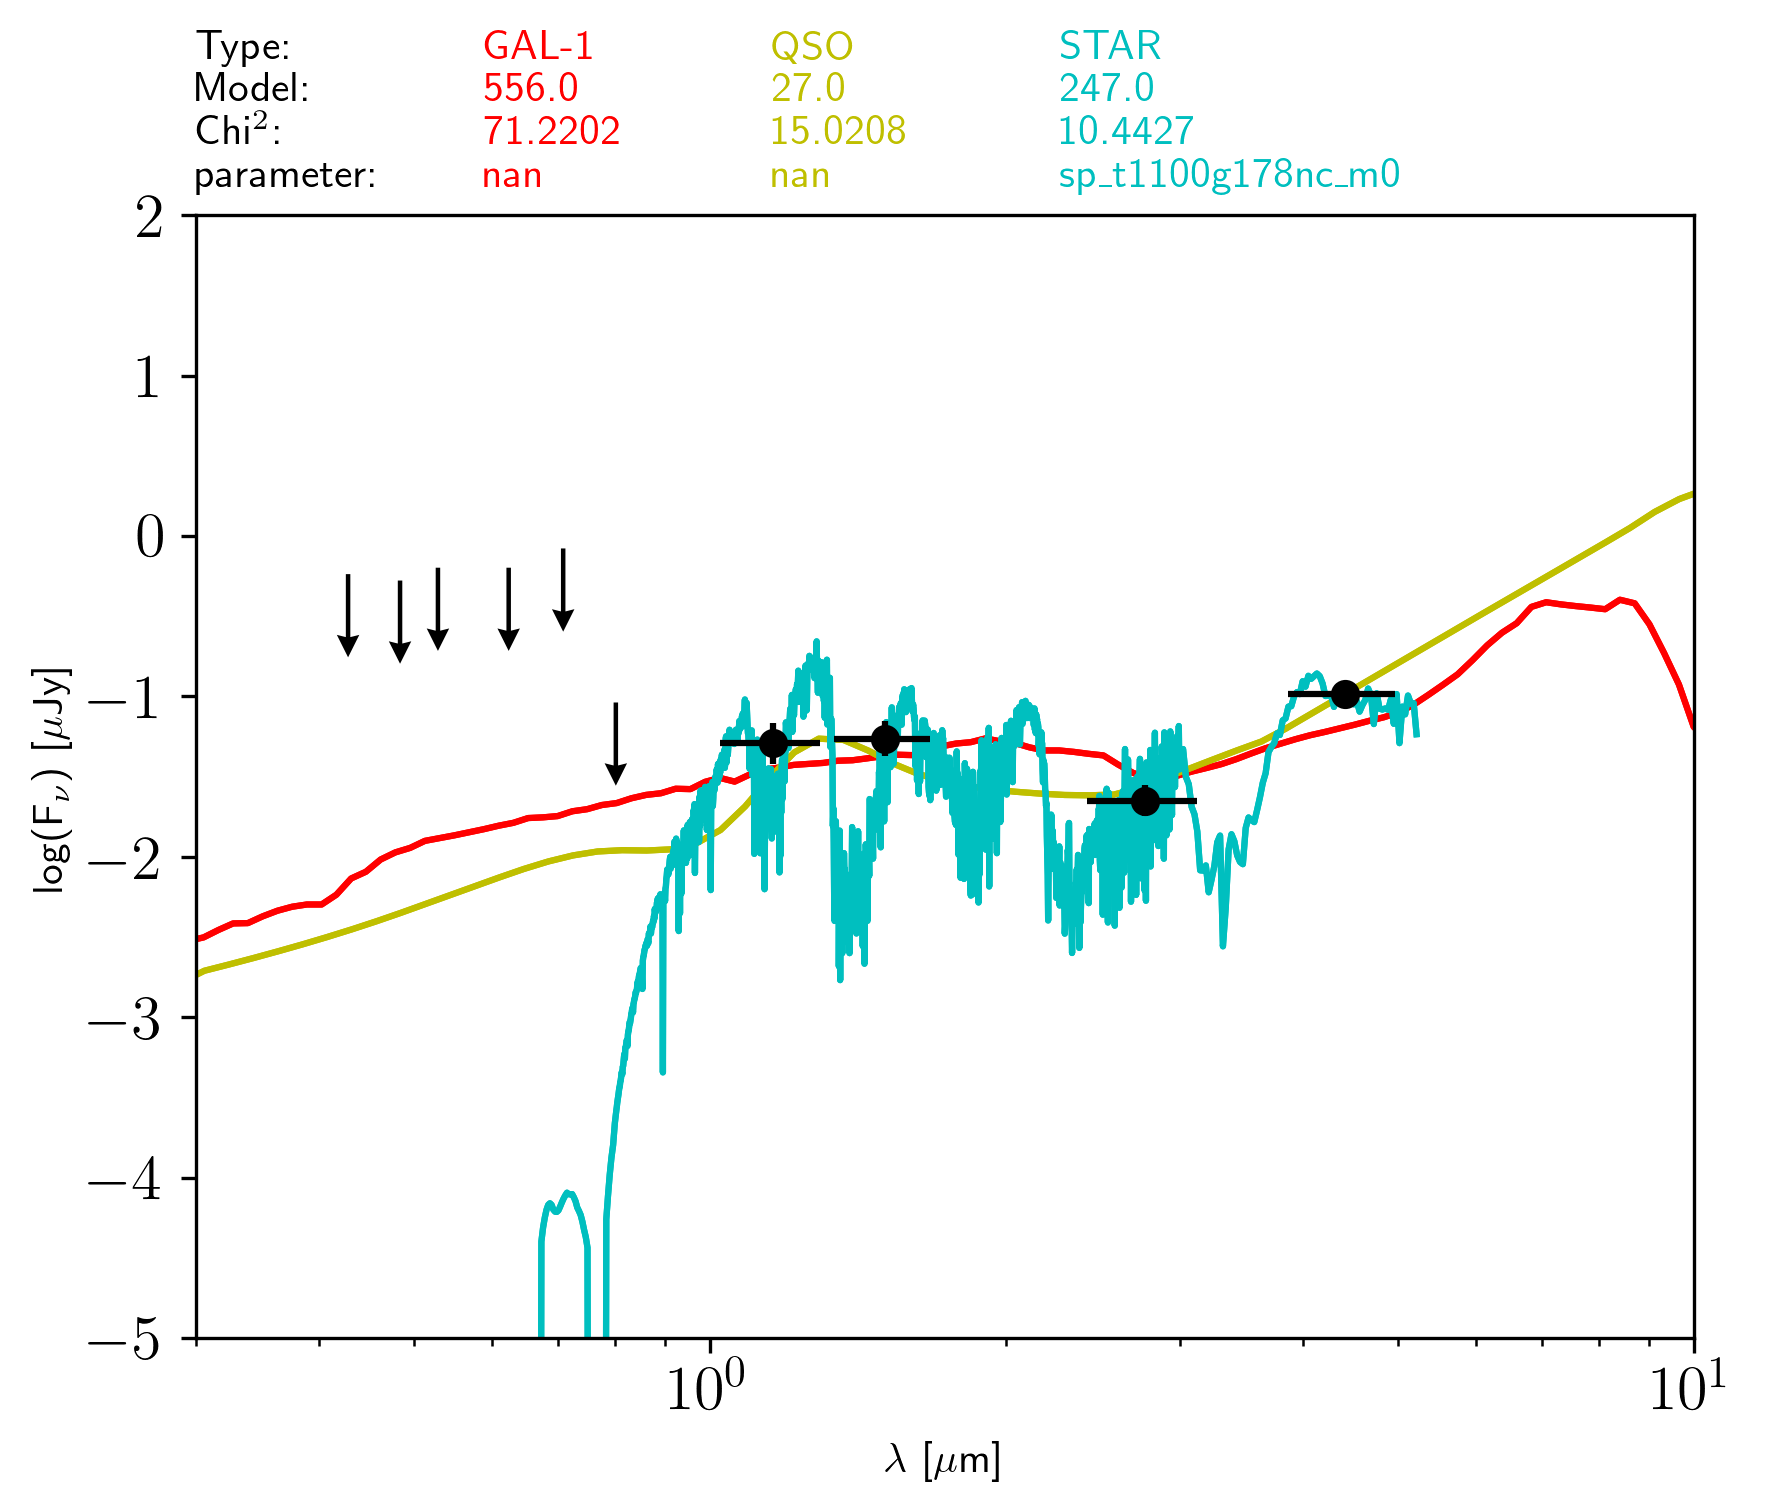 Type: GAL-1 QSO STAR
Model: 556.0 27.0 247.0
Chi²: 71.2202 15.0208 10.4427
parameter: nan nan sp_t1100g178nc_m0
2
1
0
−1
−2
−3
−4
−5
log(Fν) [μJy]
10⁰ 10¹
λ [μm]